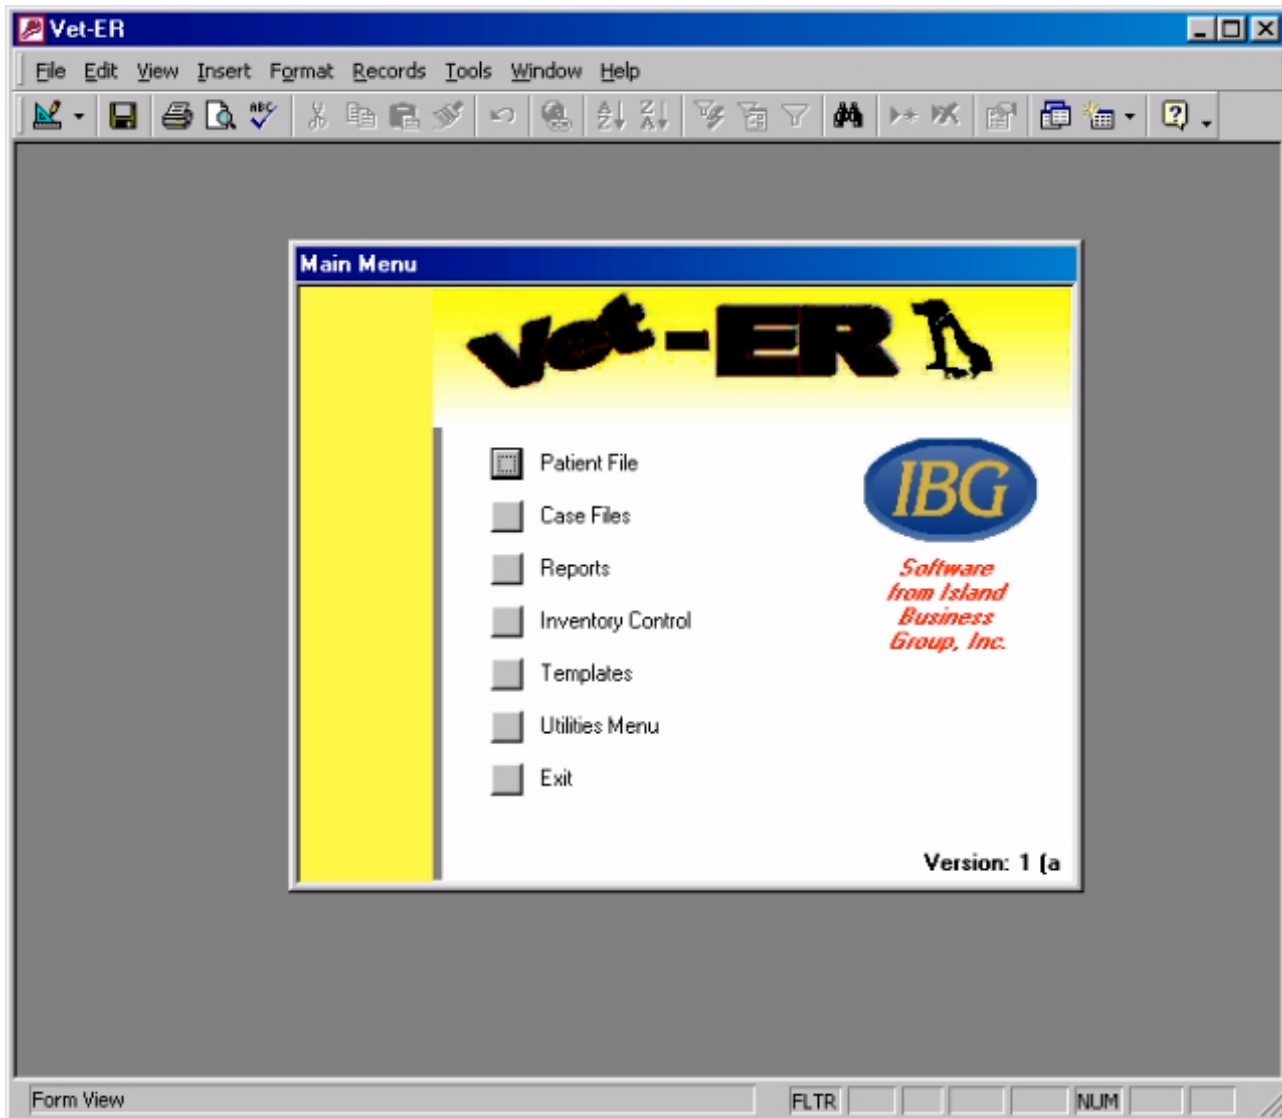 Vet-ER
File Edit View Insert Format Records Tools Window Help
Main Menu
Vet-ER
Patient File
Case Files
Reports
Inventory Control
Templates
Utilities Menu
Exit
IBG
Software
from Island
Business
Group, Inc.
Version: 1 (a
Form View FLTR NUM